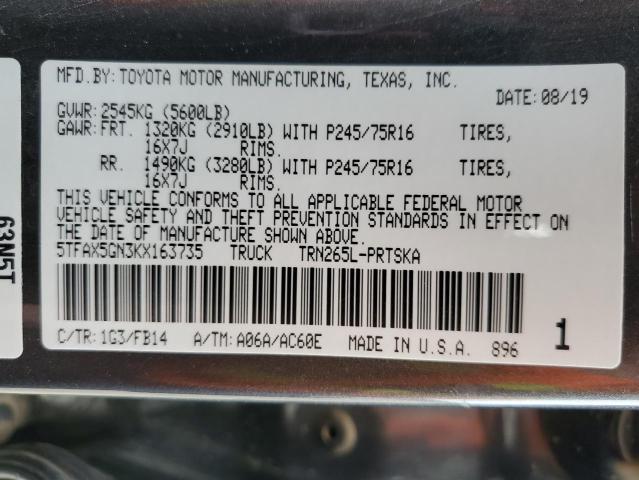 MFD.BY:TOYOTA MOTOR MANUFACTURING, TEXAS, INC.
DATE:08/19
GVWR:2545KG (5600LB)
GAWR:FRT. 1320KG (2910LB) WITH P245/75R16 TIRES,
16X7J RIMS.
RR. 1490KG (3280LB) WITH P245/75R16 TIRES,
16X7J RIMS.
THIS VEHICLE CONFORMS TO ALL APPLICABLE FEDERAL MOTOR
VEHICLE SAFETY AND THEFT PREVENTION STANDARDS IN EFFECT ON
THE DATE OF MANUFACTURE SHOWN ABOVE.
5TFAX5GN3KX163735 TRUCK TRN265L-PRTSKA
C/TR:1G3/FB14 A/TM:A06A/AC60E MADE IN U.S.A. 896
1
63N5T